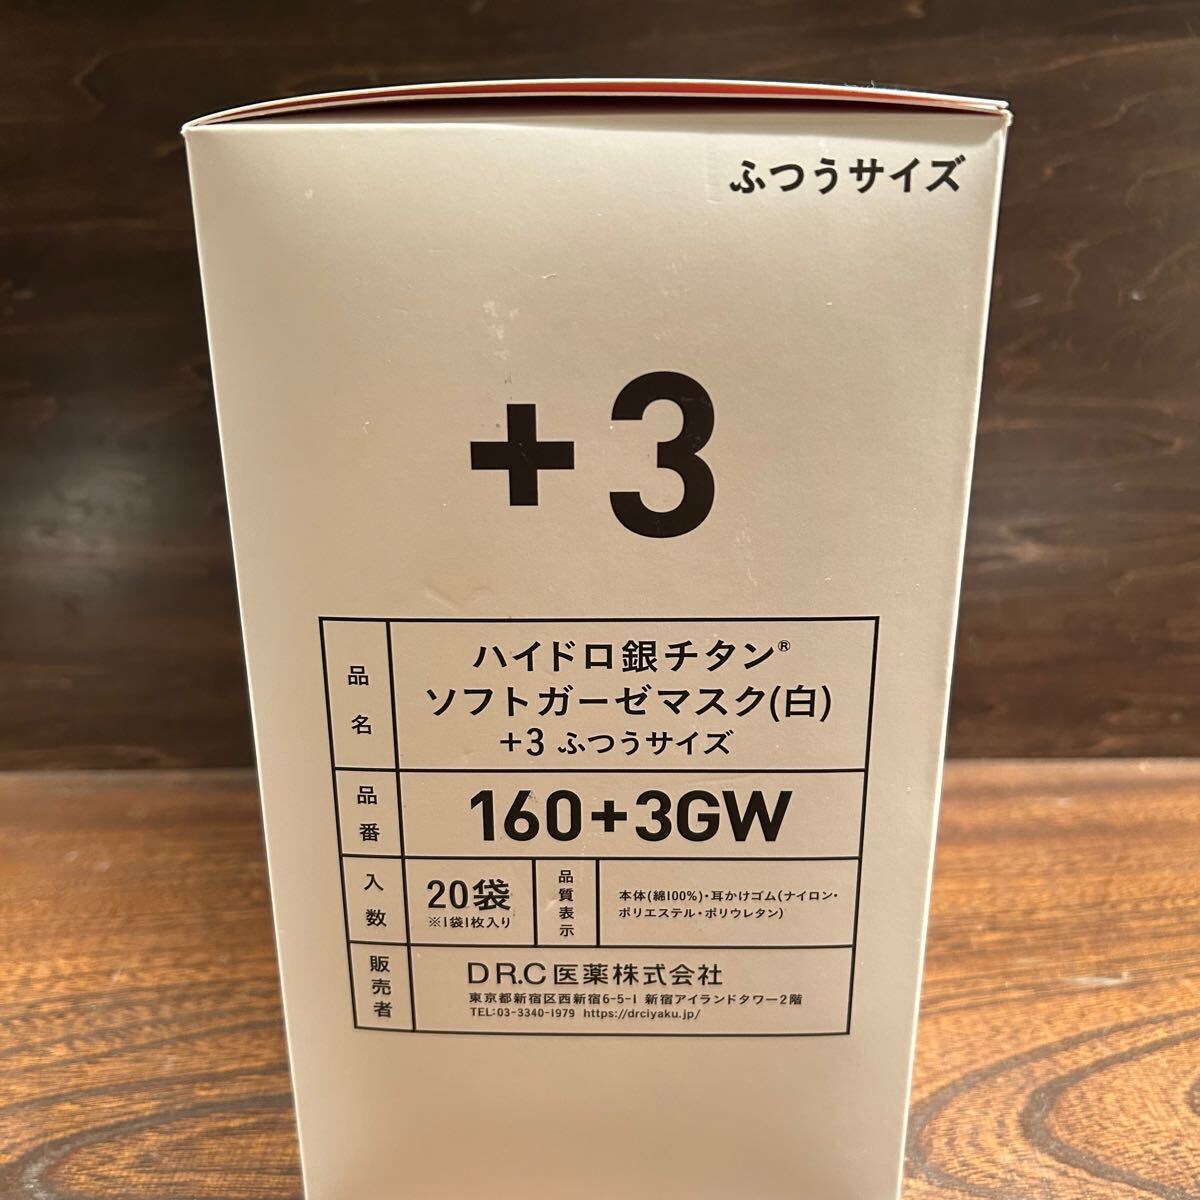 ふつうサイズ
+3
品名
ハイドロ銀チタン®
ソフトガーゼマスク(白)
+3 ふつうサイズ
品番
160+3GW
入数
20袋
※1袋1枚入り
品質表示
本体(綿100%)・耳かけゴム(ナイロン・
ポリエステル・ポリウレタン)
販売者
DR.C医薬株式会社
東京都新宿区西新宿6-5-1 新宿アイランドタワー2階
TEL:03-3340-1979 https://drciyaku.jp/